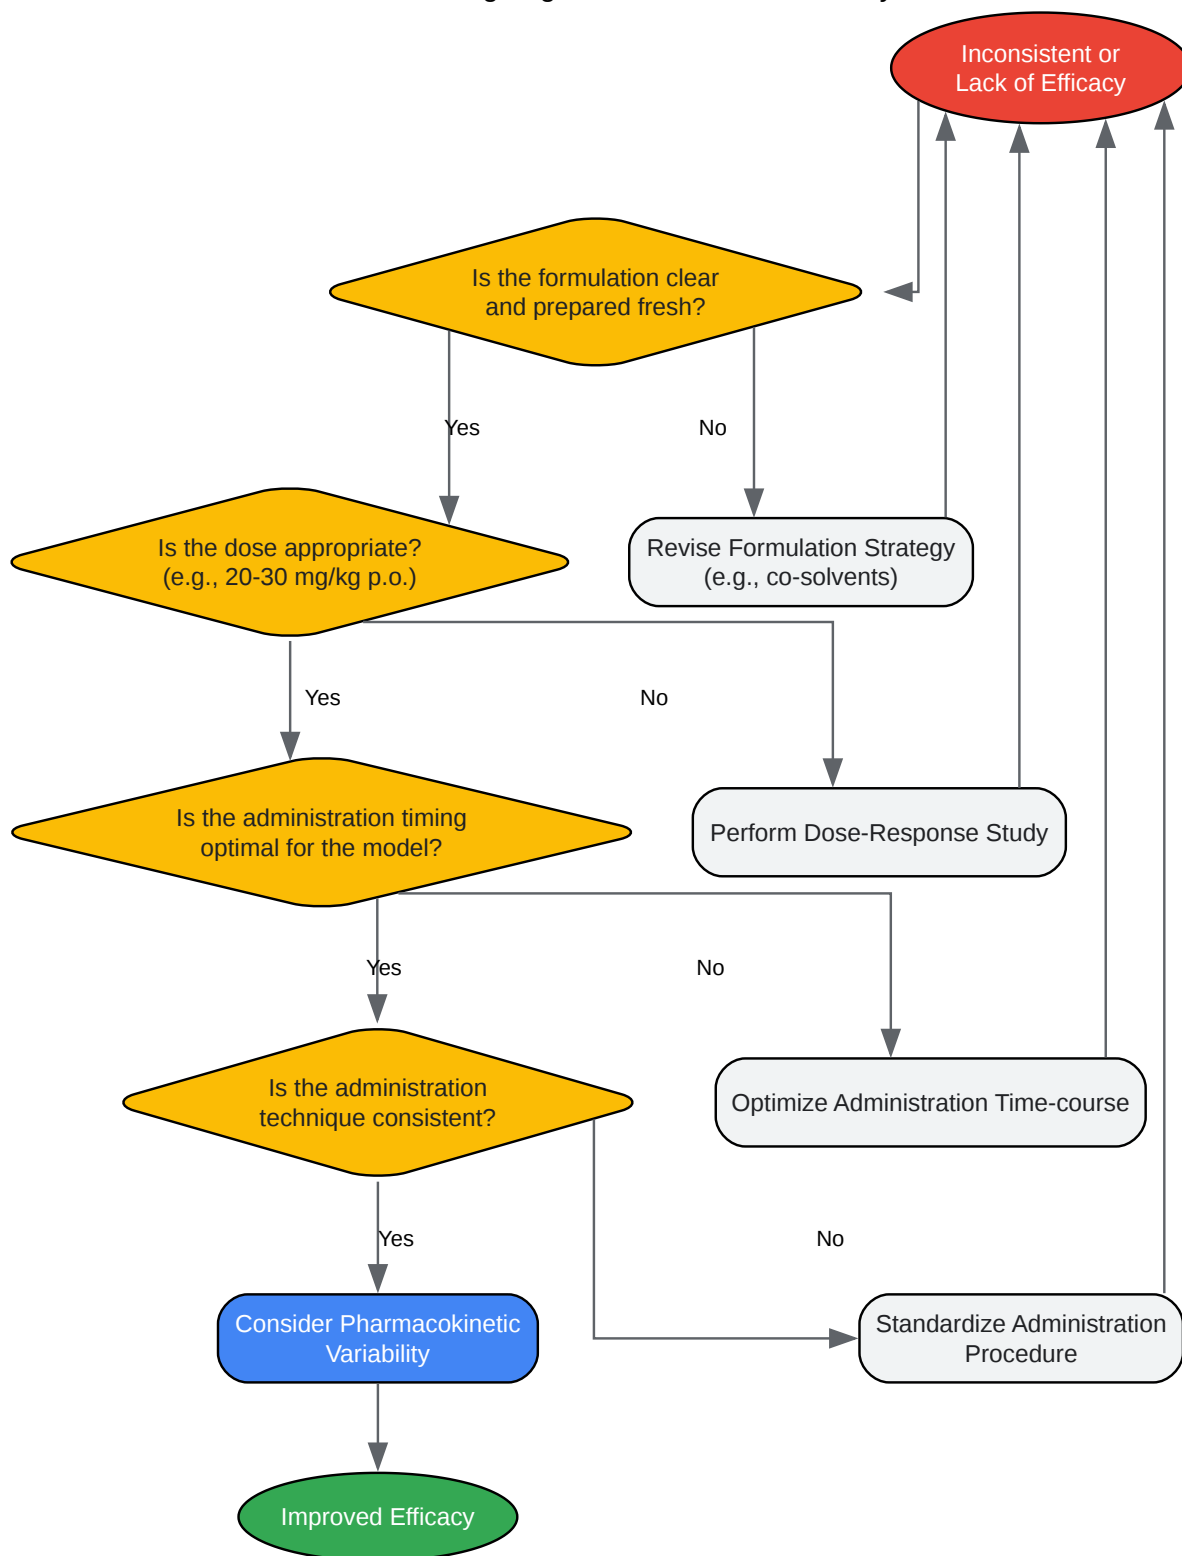 Inconsistent or
Lack of Efficacy
Is the formulation clear
and prepared fresh?
Yes
No
Is the dose appropriate?
(e.g., 20-30 mg/kg p.o.)
Revise Formulation Strategy
(e.g., co-solvents)
Yes
No
Is the administration timing
optimal for the model?
Perform Dose-Response Study
Yes
No
Is the administration
technique consistent?
Optimize Administration Time-course
Yes
No
Consider Pharmacokinetic
Variability
Standardize Administration
Procedure
Improved Efficacy